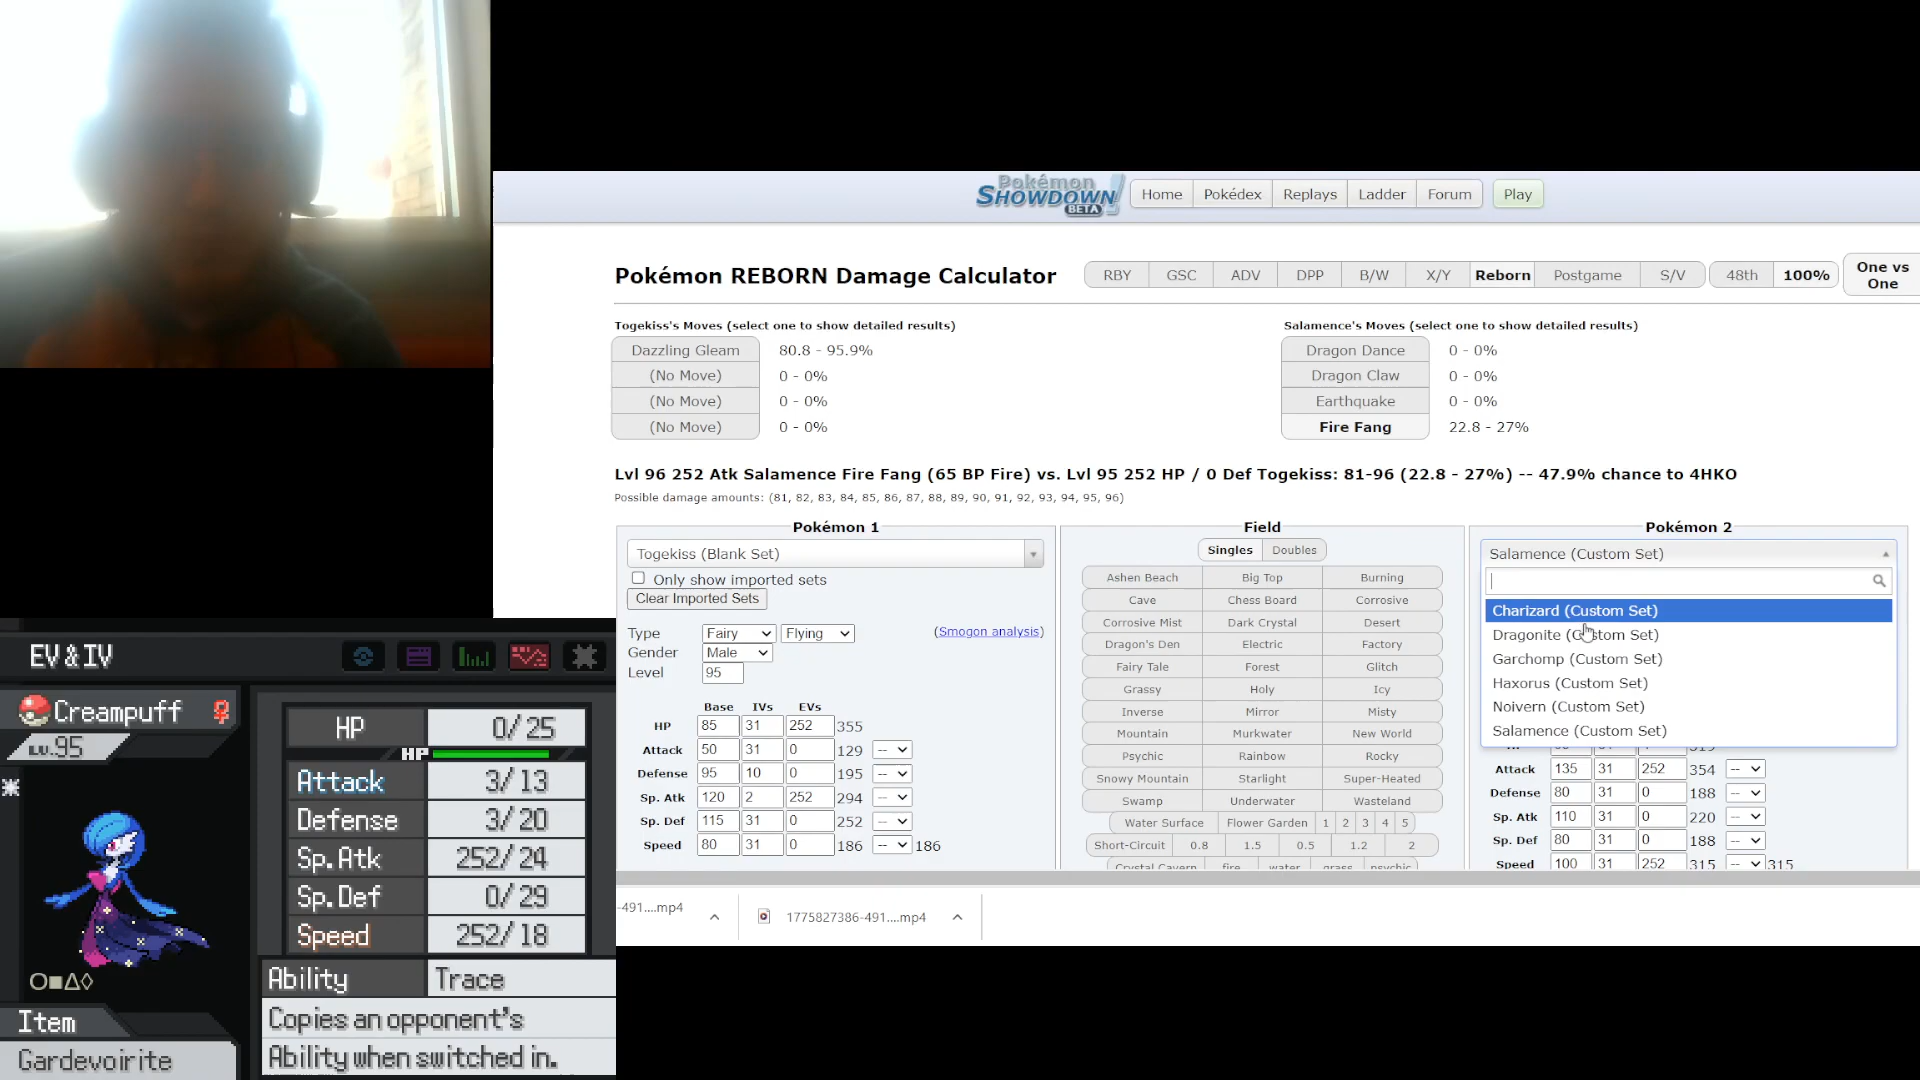 Pokémon SHOWDOWN! BETA
Home Pokédex Replays Ladder Forum Play
Pokémon REBORN Damage Calculator
RBY GSC ADV DPP B/W X/Y Reborn Postgame S/V 48th 100% One vs One
Togekiss's Moves (select one to show detailed results)
Dazzling Gleam 80.8 - 95.9%
(No Move) 0 - 0%
(No Move) 0 - 0%
(No Move) 0 - 0%
Salamence's Moves (select one to show detailed results)
Dragon Dance 0 - 0%
Dragon Claw 0 - 0%
Earthquake 0 - 0%
Fire Fang 22.8 - 27%
Lvl 96 252 Atk Salamence Fire Fang (65 BP Fire) vs. Lvl 95 252 HP / 0 Def Togekiss: 81-96 (22.8 - 27%) -- 47.9% chance to 4HKO
Possible damage amounts: (81, 82, 83, 84, 85, 86, 87, 88, 89, 90, 91, 92, 93, 94, 95, 96)
Pokémon 1
Togekiss (Blank Set)
Only show imported sets
Clear Imported Sets
Type Fairy Flying (Smogon analysis)
Gender Male
Level 95
Base IVs EVs
HP 85 31 252 355
Attack 50 31 0 129 --
Defense 95 10 0 195 --
Sp. Atk 120 2 252 294 --
Sp. Def 115 31 0 252 --
Speed 80 31 0 186 -- 186
Field
Singles Doubles
Ashen Beach Big Top Burning
Cave Chess Board Corrosive
Corrosive Mist Dark Crystal Desert
Dragon's Den Electric Factory
Fairy Tale Forest Glitch
Grassy Holy Icy
Inverse Mirror Misty
Mountain Murkwater New World
Psychic Rainbow Rocky
Snowy Mountain Starlight Super-Heated
Swamp Underwater Wasteland
Water Surface Flower Garden 1 2 3 4 5
Short-Circuit 0.8 1.5 0.5 1.2 2
Crystal Cavern fire water grass psychic
Pokémon 2
Salamence (Custom Set)
Charizard (Custom Set)
Dragonite (Custom Set)
Garchomp (Custom Set)
Haxorus (Custom Set)
Noivern (Custom Set)
Salamence (Custom Set)
Attack 135 31 252 354 --
Defense 80 31 0 188 --
Sp. Atk 110 31 0 220 --
Sp. Def 80 31 0 188 --
Speed 100 31 252 315 -- 315
-491....mp4
1775827386-491....mp4
EV & IV
Creampuff ♀
Lv.95
HP 0/25
HP
Attack 3/13
Defense 3/20
Sp.Atk 252/24
Sp.Def 0/29
Speed 252/18
Ability Trace
Copies an opponent's
Ability when switched in.
Item
Gardevoirite